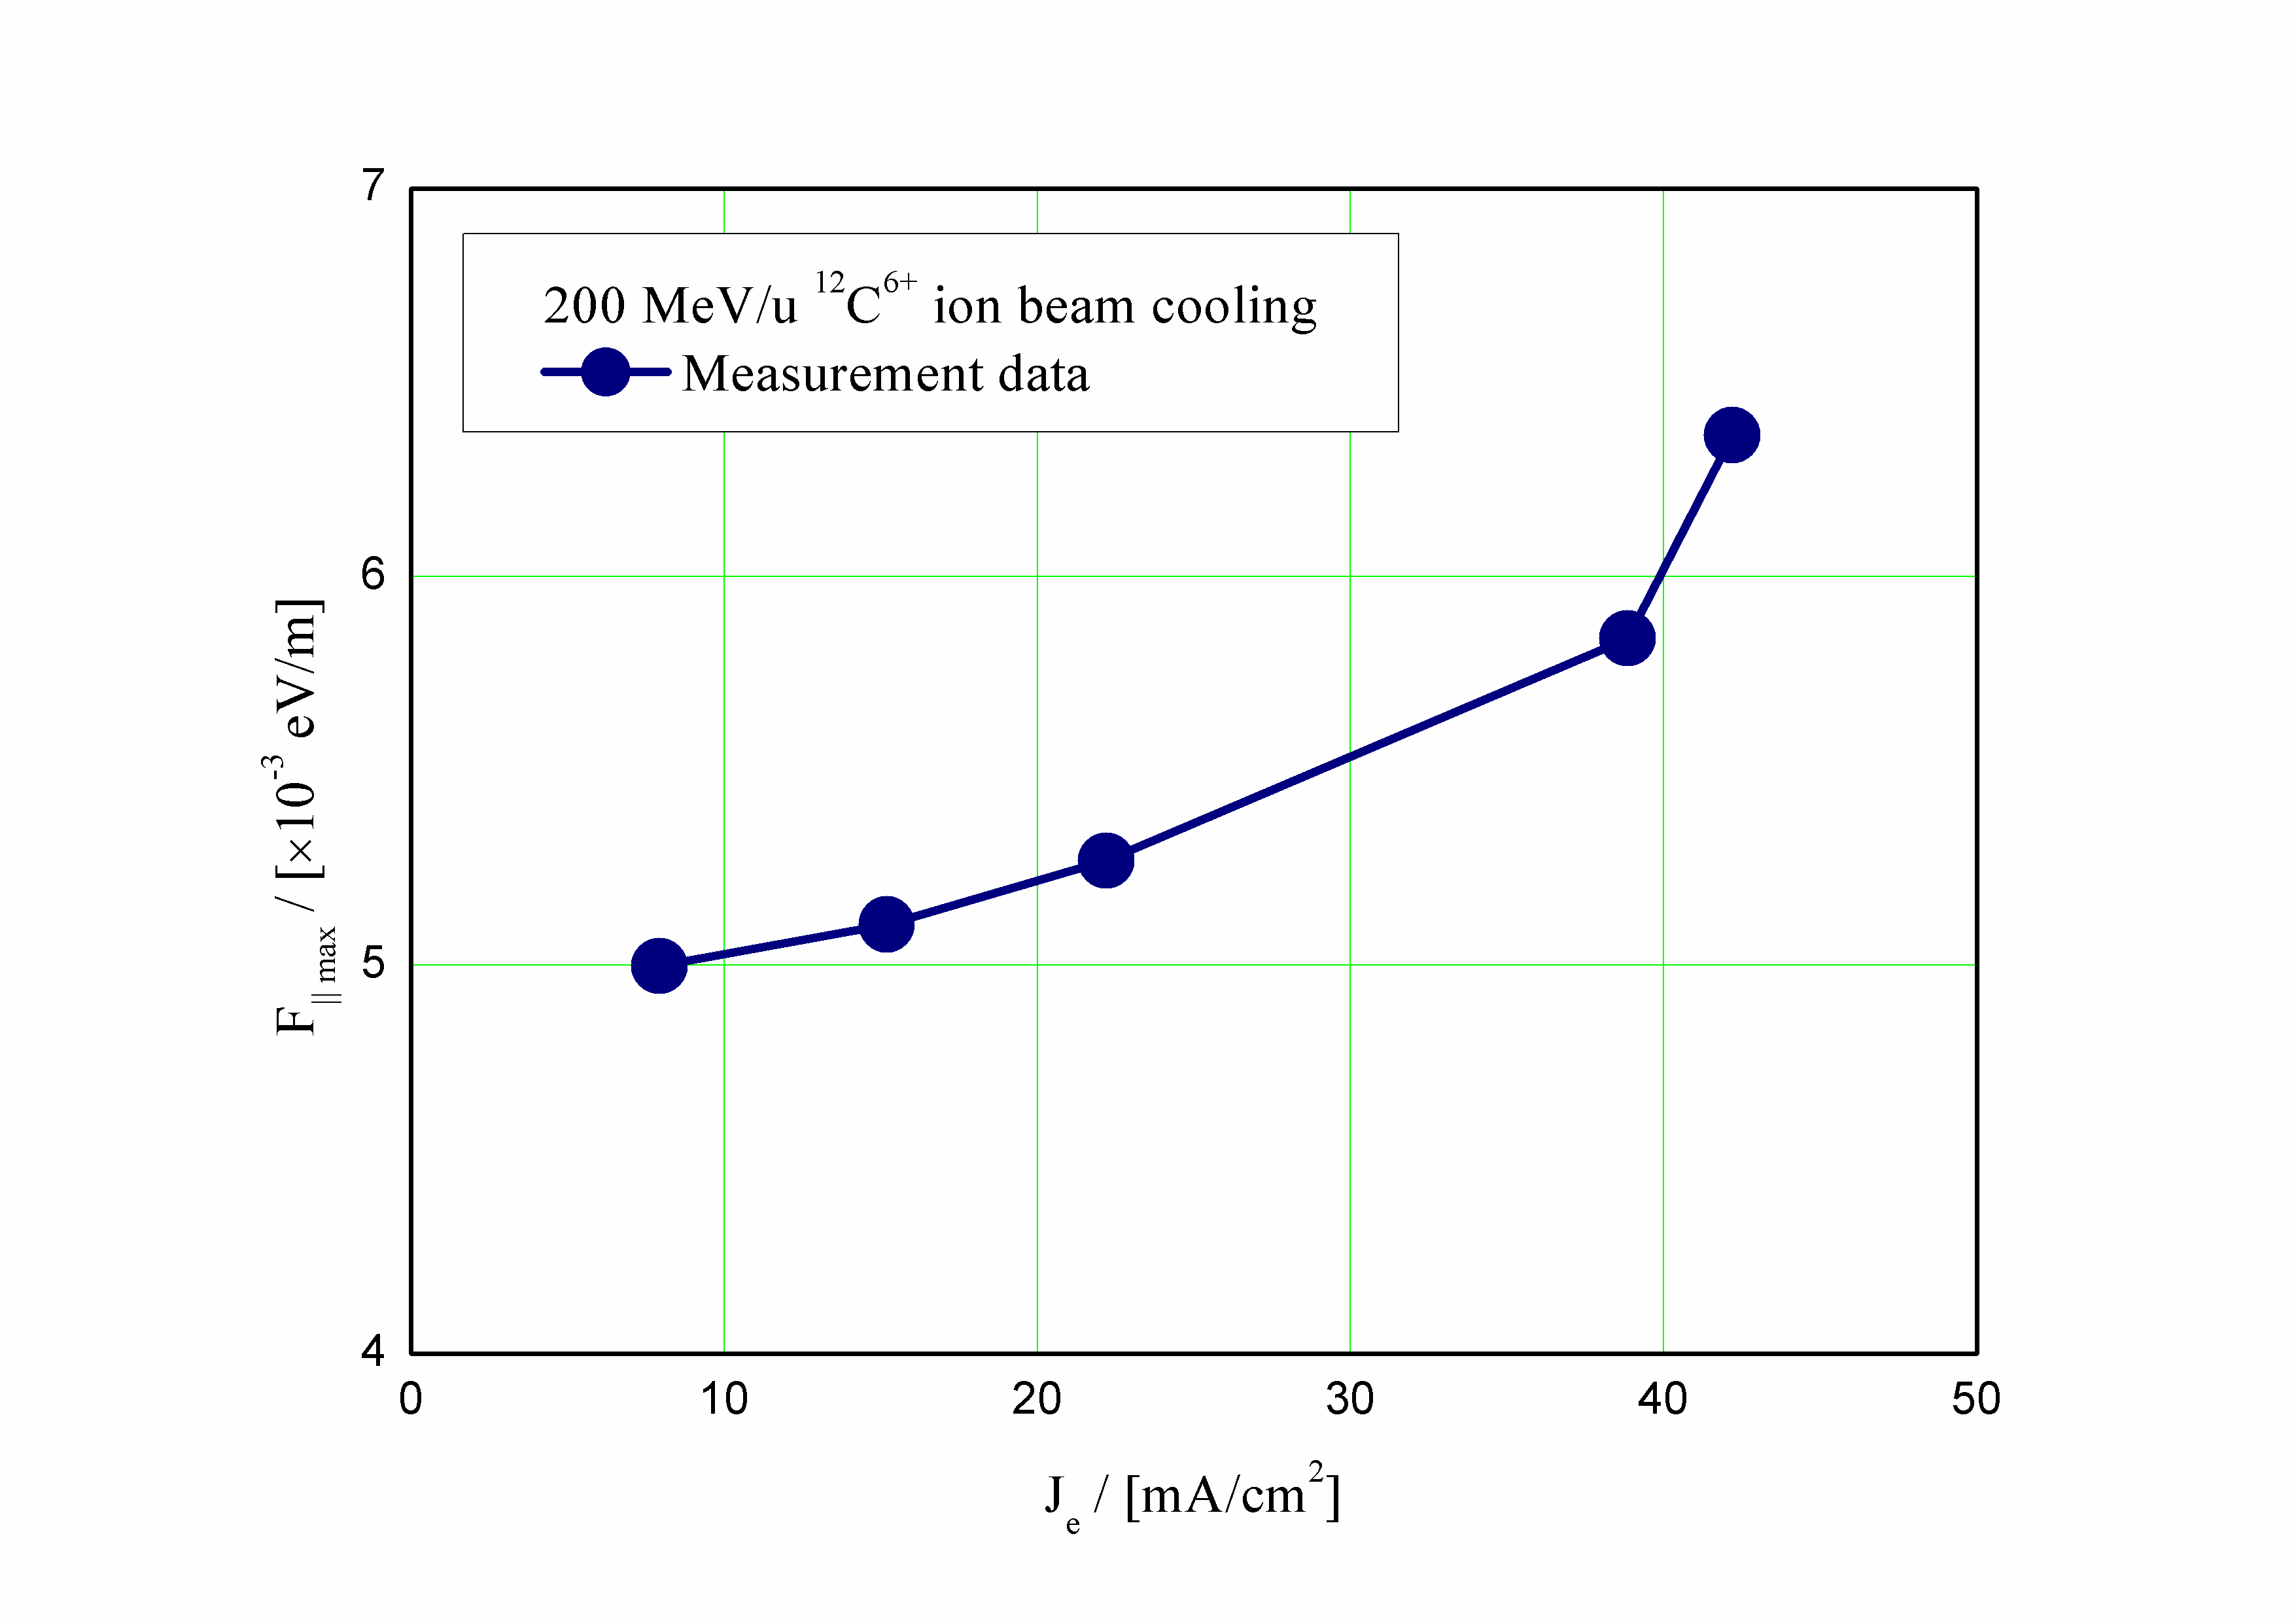 200 MeV/u ¹²C⁶⁺ ion beam cooling
Measurement data
7
6
5
4
F∥max / [×10⁻³ eV/m]
0 10 20 30 40 50
Jₑ / [mA/cm²]